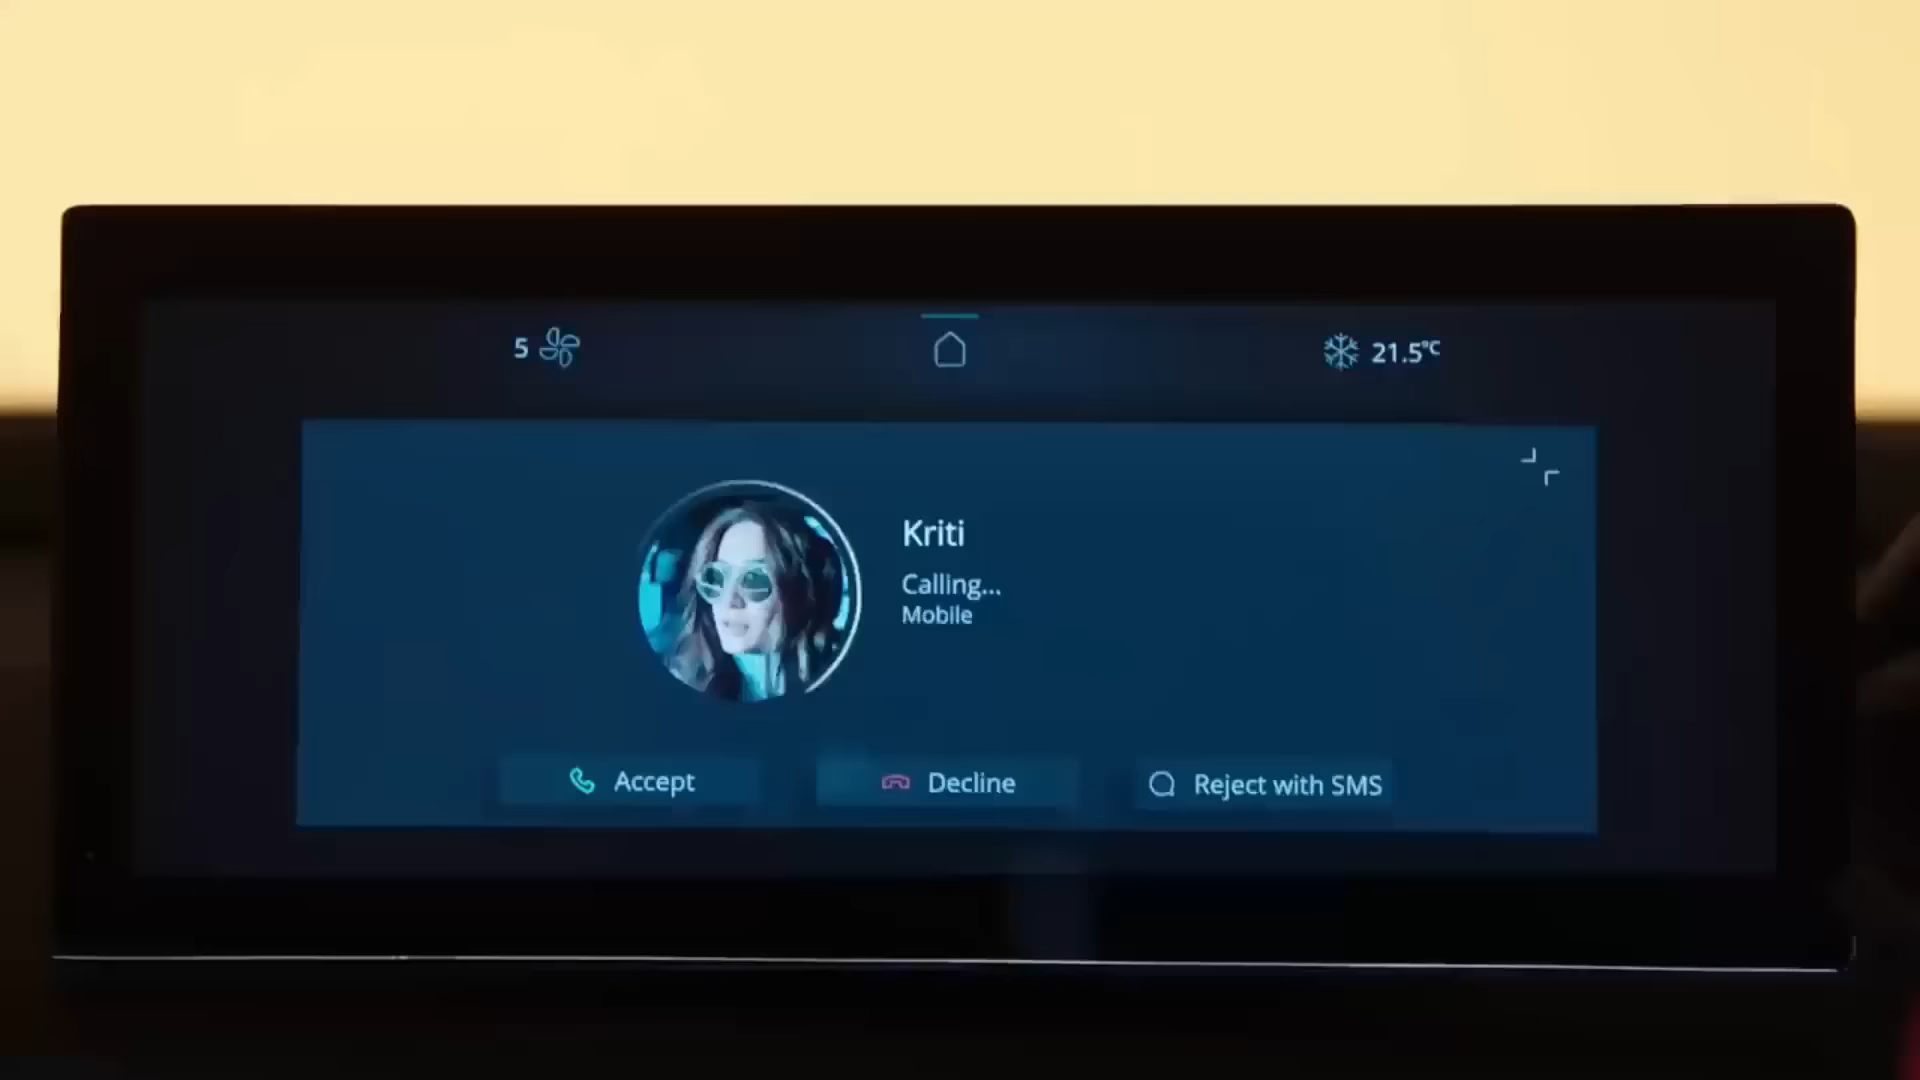 5
21.5°C
Kriti
Calling...
Mobile
Accept
Decline
Reject with SMS